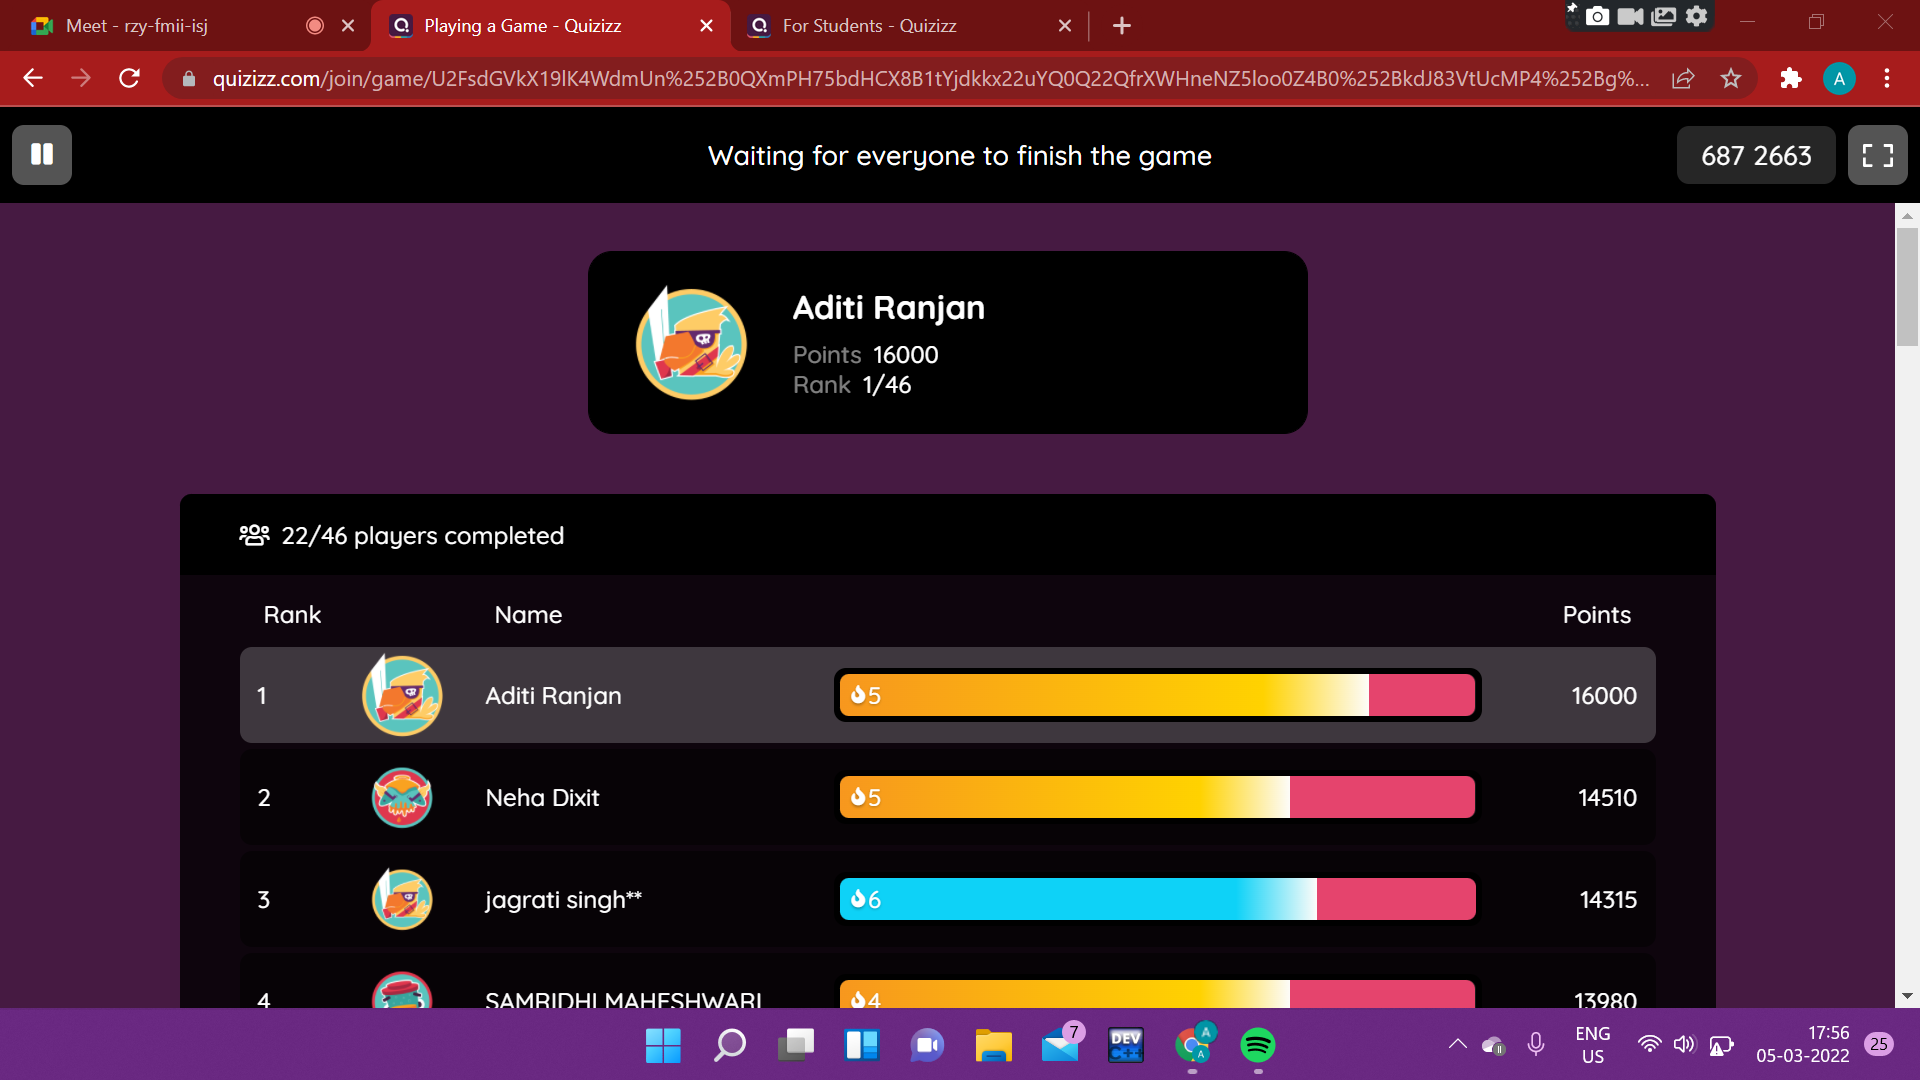 Meet - rzy-fmii-isj
Playing a Game - Quizizz
For Students - Quizizz
quizizz.com/join/game/U2FsdGVkX19lK4WdmUn%252B0QXmPH75bdHCX8B1tYjdkkx22uYQ0Q22QfrXWHneNZ5loo0Z4B0%252BkdJ83VtUcMP4%252Bg%...
A
Waiting for everyone to finish the game
687 2663
Aditi Ranjan
Points 16000
Rank 1/46
22/46 players completed
Rank Name Points
1 Aditi Ranjan 5 16000
2 Neha Dixit 5 14510
3 jagrati singh** 6 14315
4 SAMRIDHI MAHESHWARI 4 13980
7
DEV
C++
A
A
ENG
US
17:56
05-03-2022
25